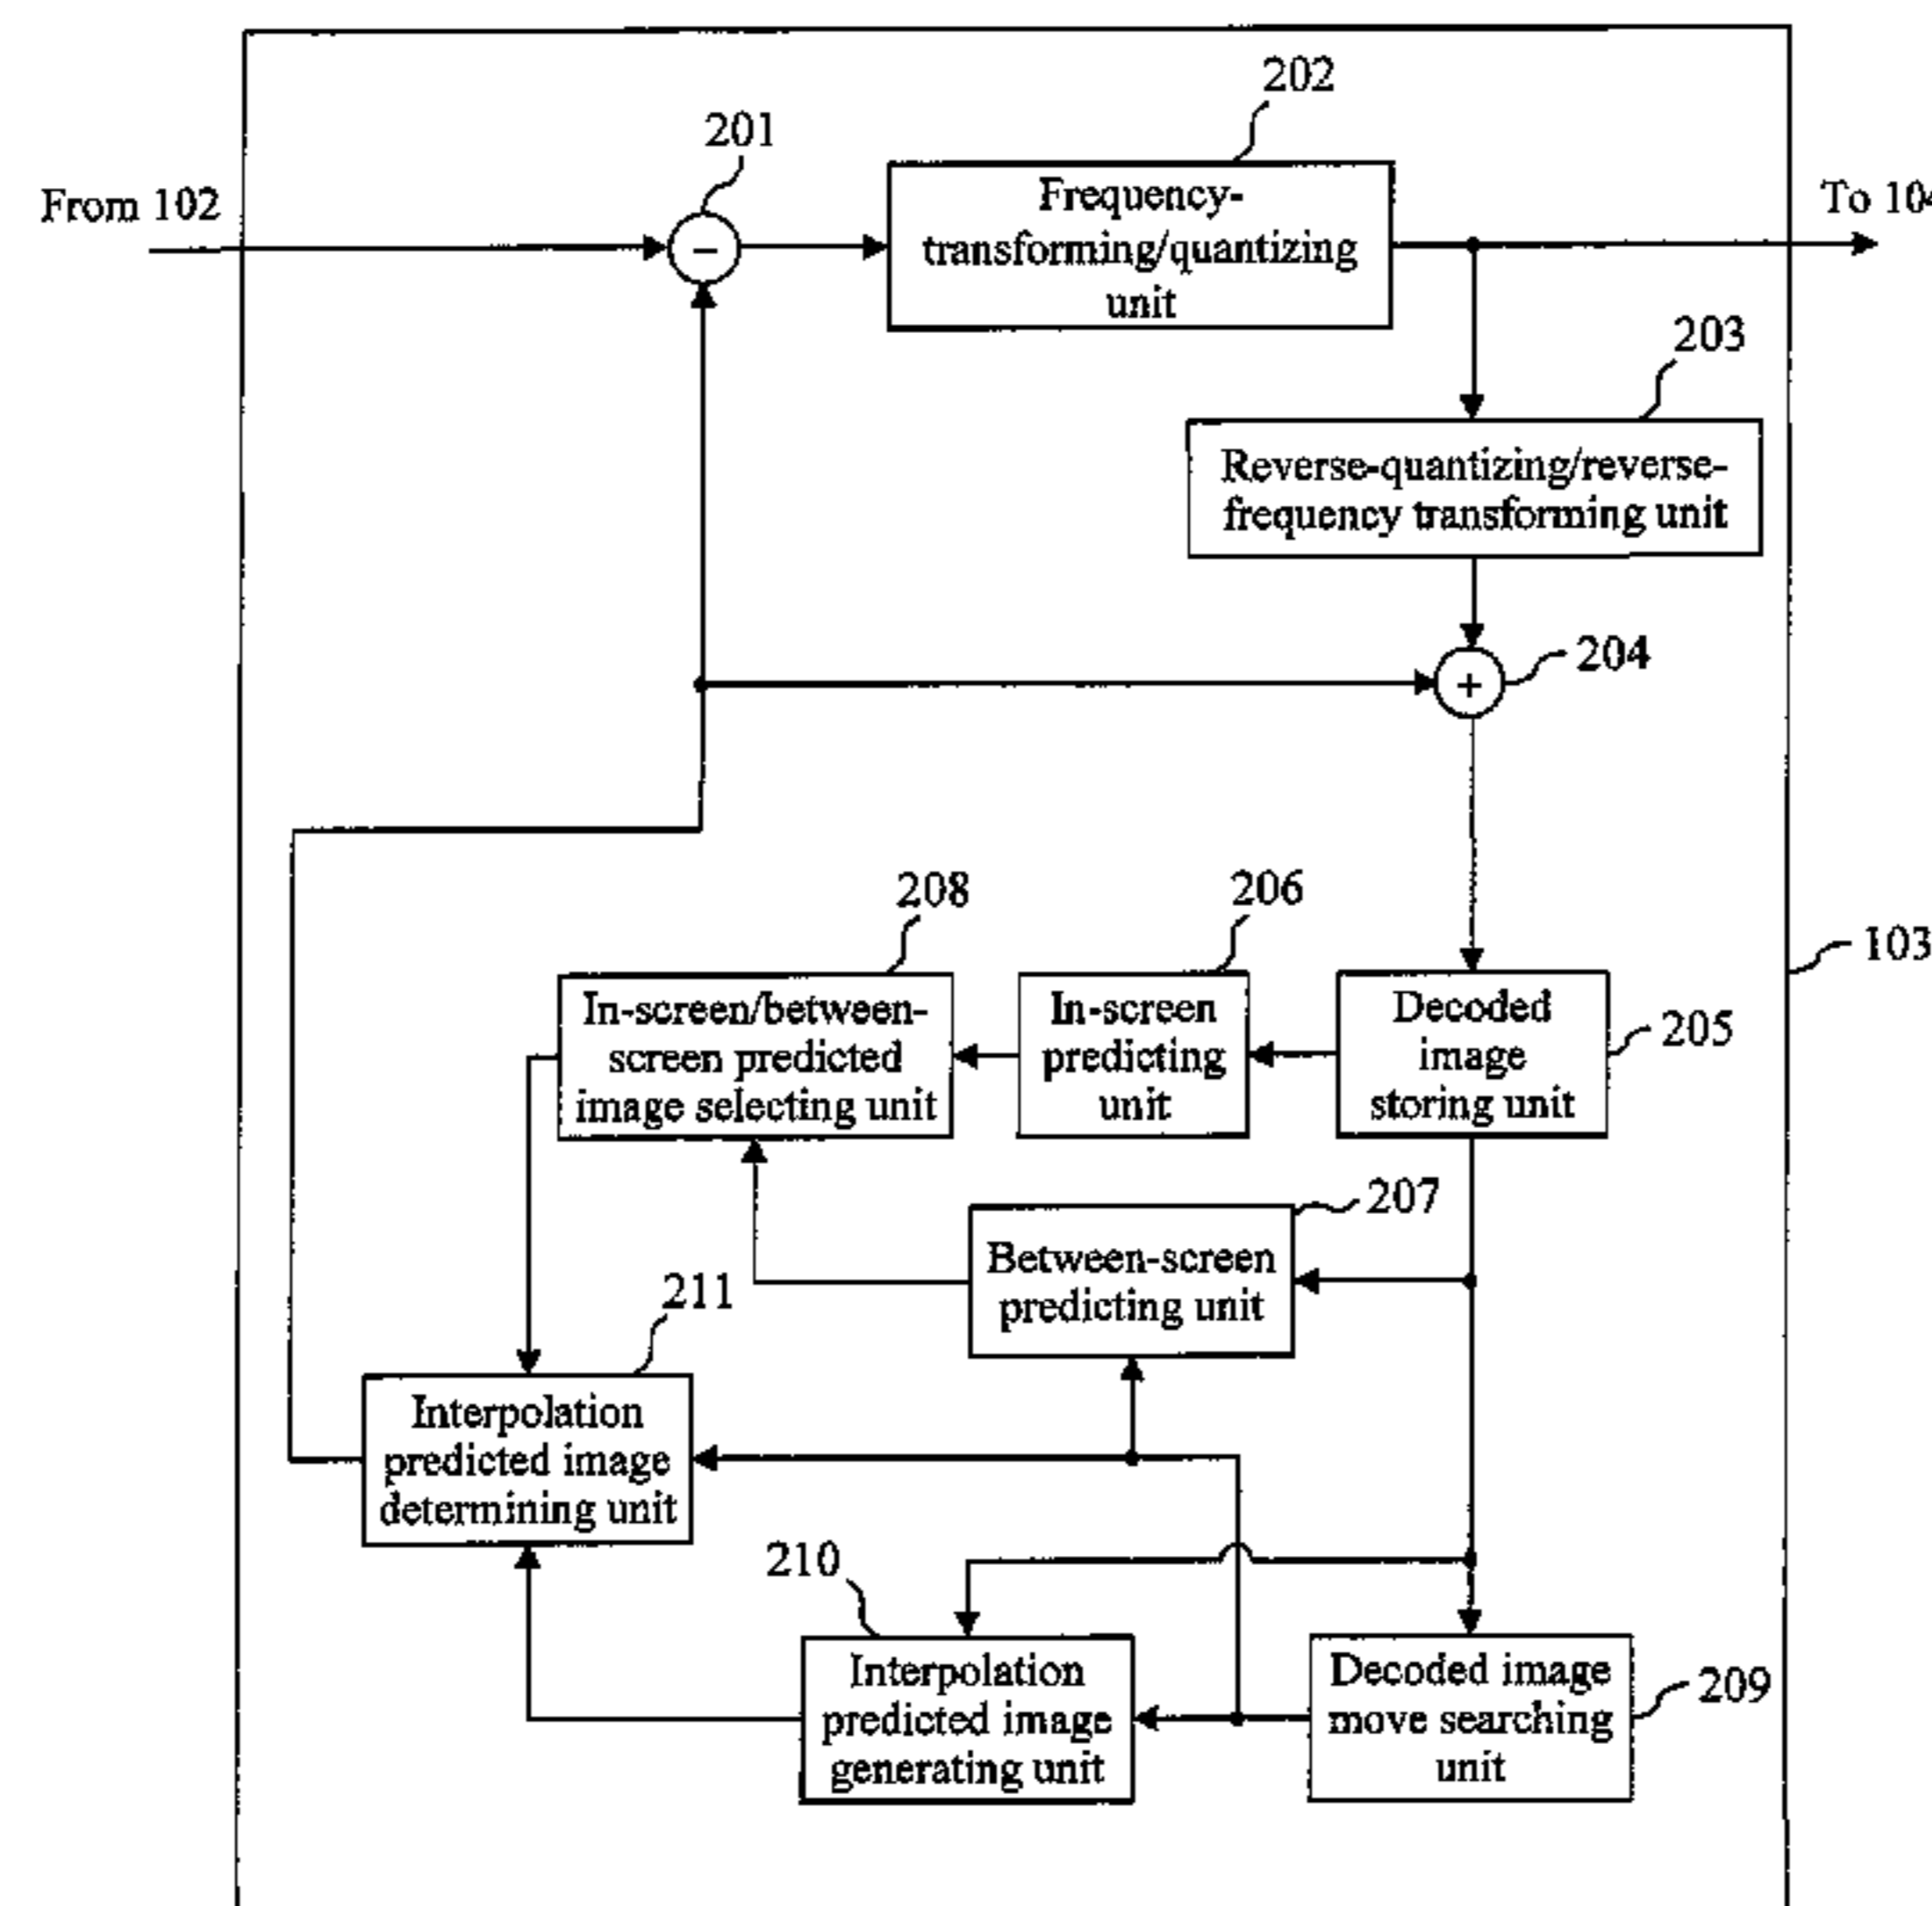 202
201
From 102
Frequency-
transforming/quantizing
unit
To 104
203
Reverse-quantizing/reverse-
frequency transforming unit
204
+
-
208
206
103
In-screen/between-
screen predicted
image selecting unit
In-screen
predicting
unit
Decoded
image
storing unit
205
207
Between-screen
predicting unit
211
Interpolation
predicted image
determining unit
210
Interpolation
predicted image
generating unit
Decoded image
move searching
unit
209